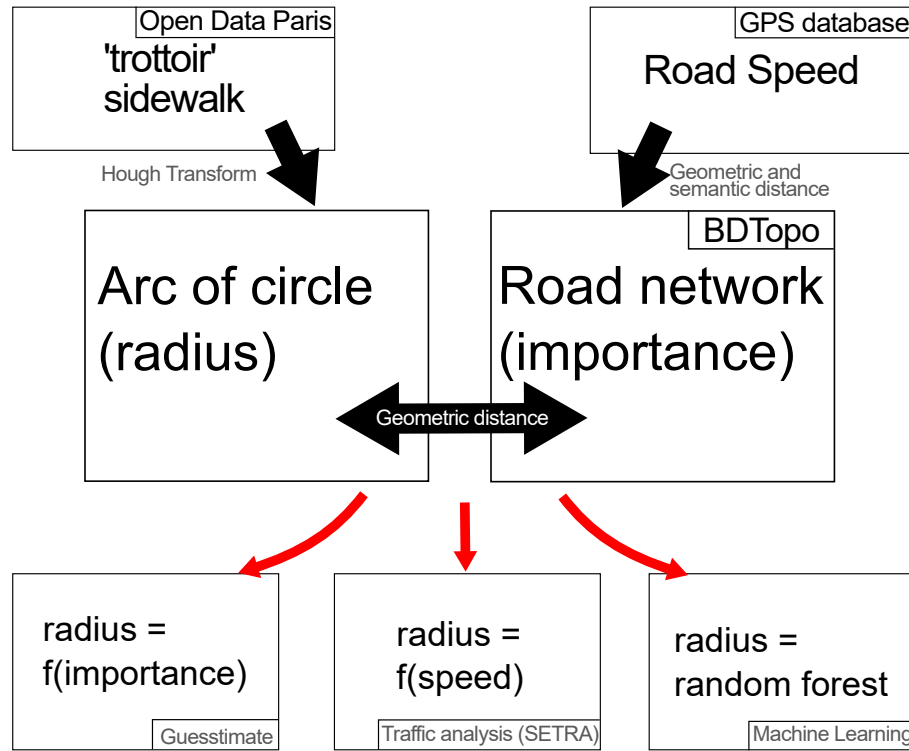 Open Data Paris
'trottoir'
sidewalk
GPS database
Road Speed
Hough Transform
Geometric and
semantic distance
Arc of circle
(radius)
BDTopo
Road network
(importance)
Geometric distance
radius =
f(importance)
Guesstimate
radius =
f(speed)
Traffic analysis (SETRA)
radius =
random forest
Machine Learning